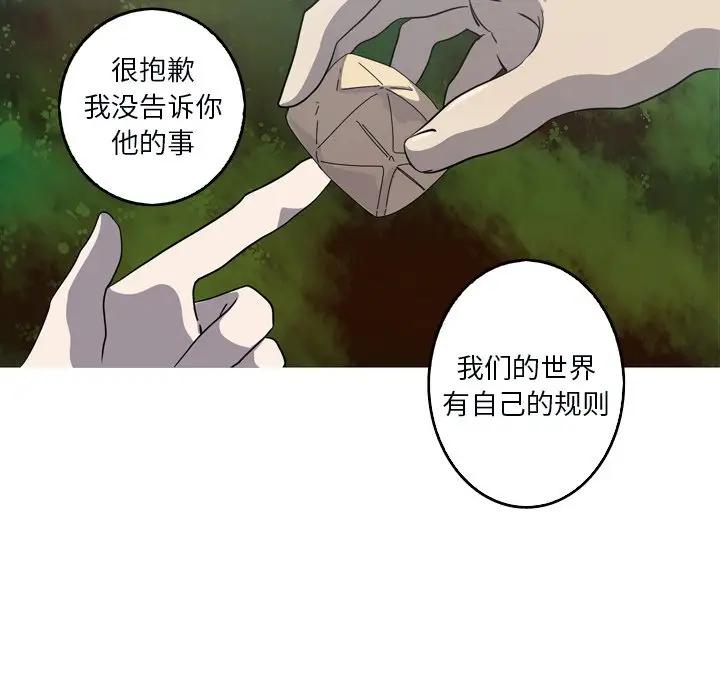 很抱歉
我没告诉你
他的事
我们的世界
有自己的规则